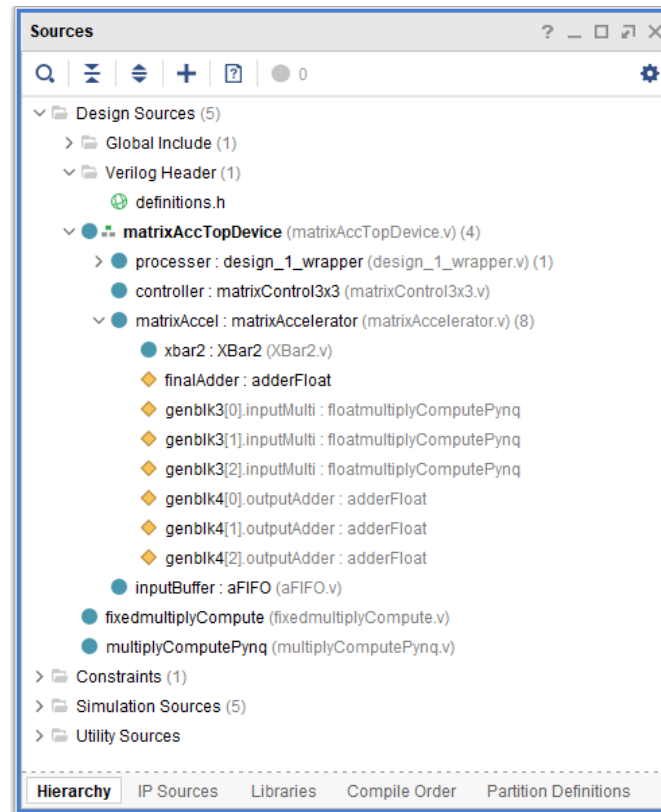 Sources
0
Design Sources (5)
Global Include (1)
Verilog Header (1)
definitions.h
matrixAccTopDevice (matrixAccTopDevice.v) (4)
processer : design_1_wrapper (design_1_wrapper.v) (1)
controller : matrixControl3x3 (matrixControl3x3.v)
matrixAccel : matrixAccelerator (matrixAccelerator.v) (8)
xbar2 : XBar2 (XBar2.v)
finalAdder : adderFloat
genblk3[0].inputMulti : floatmultiplyComputePynq
genblk3[1].inputMulti : floatmultiplyComputePynq
genblk3[2].inputMulti : floatmultiplyComputePynq
genblk4[0].outputAdder : adderFloat
genblk4[1].outputAdder : adderFloat
genblk4[2].outputAdder : adderFloat
inputBuffer : aFIFO (aFIFO.v)
fixedmultiplyCompute (fixedmultiplyCompute.v)
multiplyComputePynq (multiplyComputePynq.v)
Constraints (1)
Simulation Sources (5)
Utility Sources
Hierarchy IP Sources Libraries Compile Order Partition Definitions